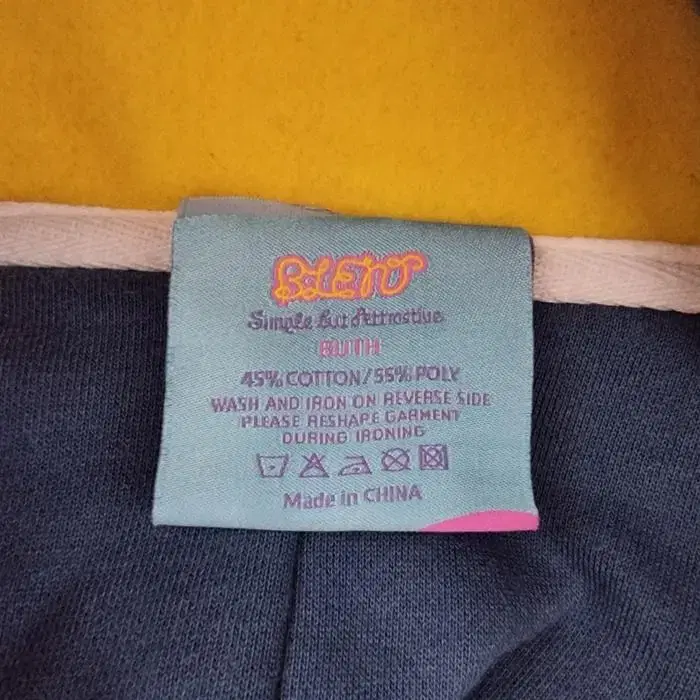 BLEND
Simple But Attractive
45% COTTON/55% POLY
WASH AND IRON ON REVERSE SIDE
PLEASE RESHAPE GARMENT
DURING IRONING
Made in CHINA